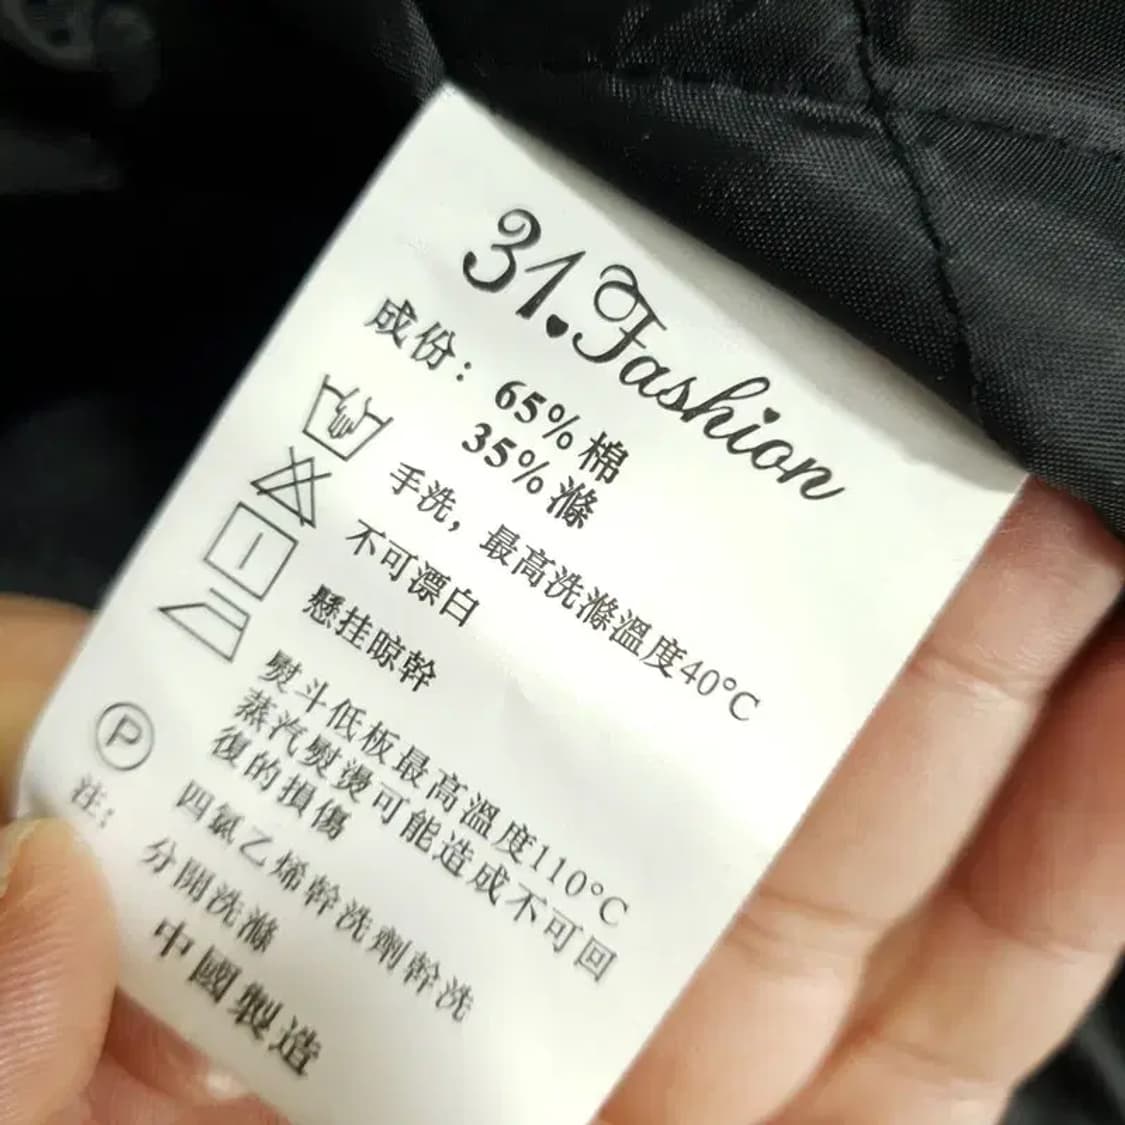 31.Fashion
成份：65%棉
35%滌
手洗，最高洗滌溫度40°C
不可漂白
懸挂晾幹
熨斗低板最高溫度110°C
蒸汽熨燙可能造成不可回
復的損傷
P
四氯乙烯幹洗劑幹洗
注：
分開洗滌
中國製造